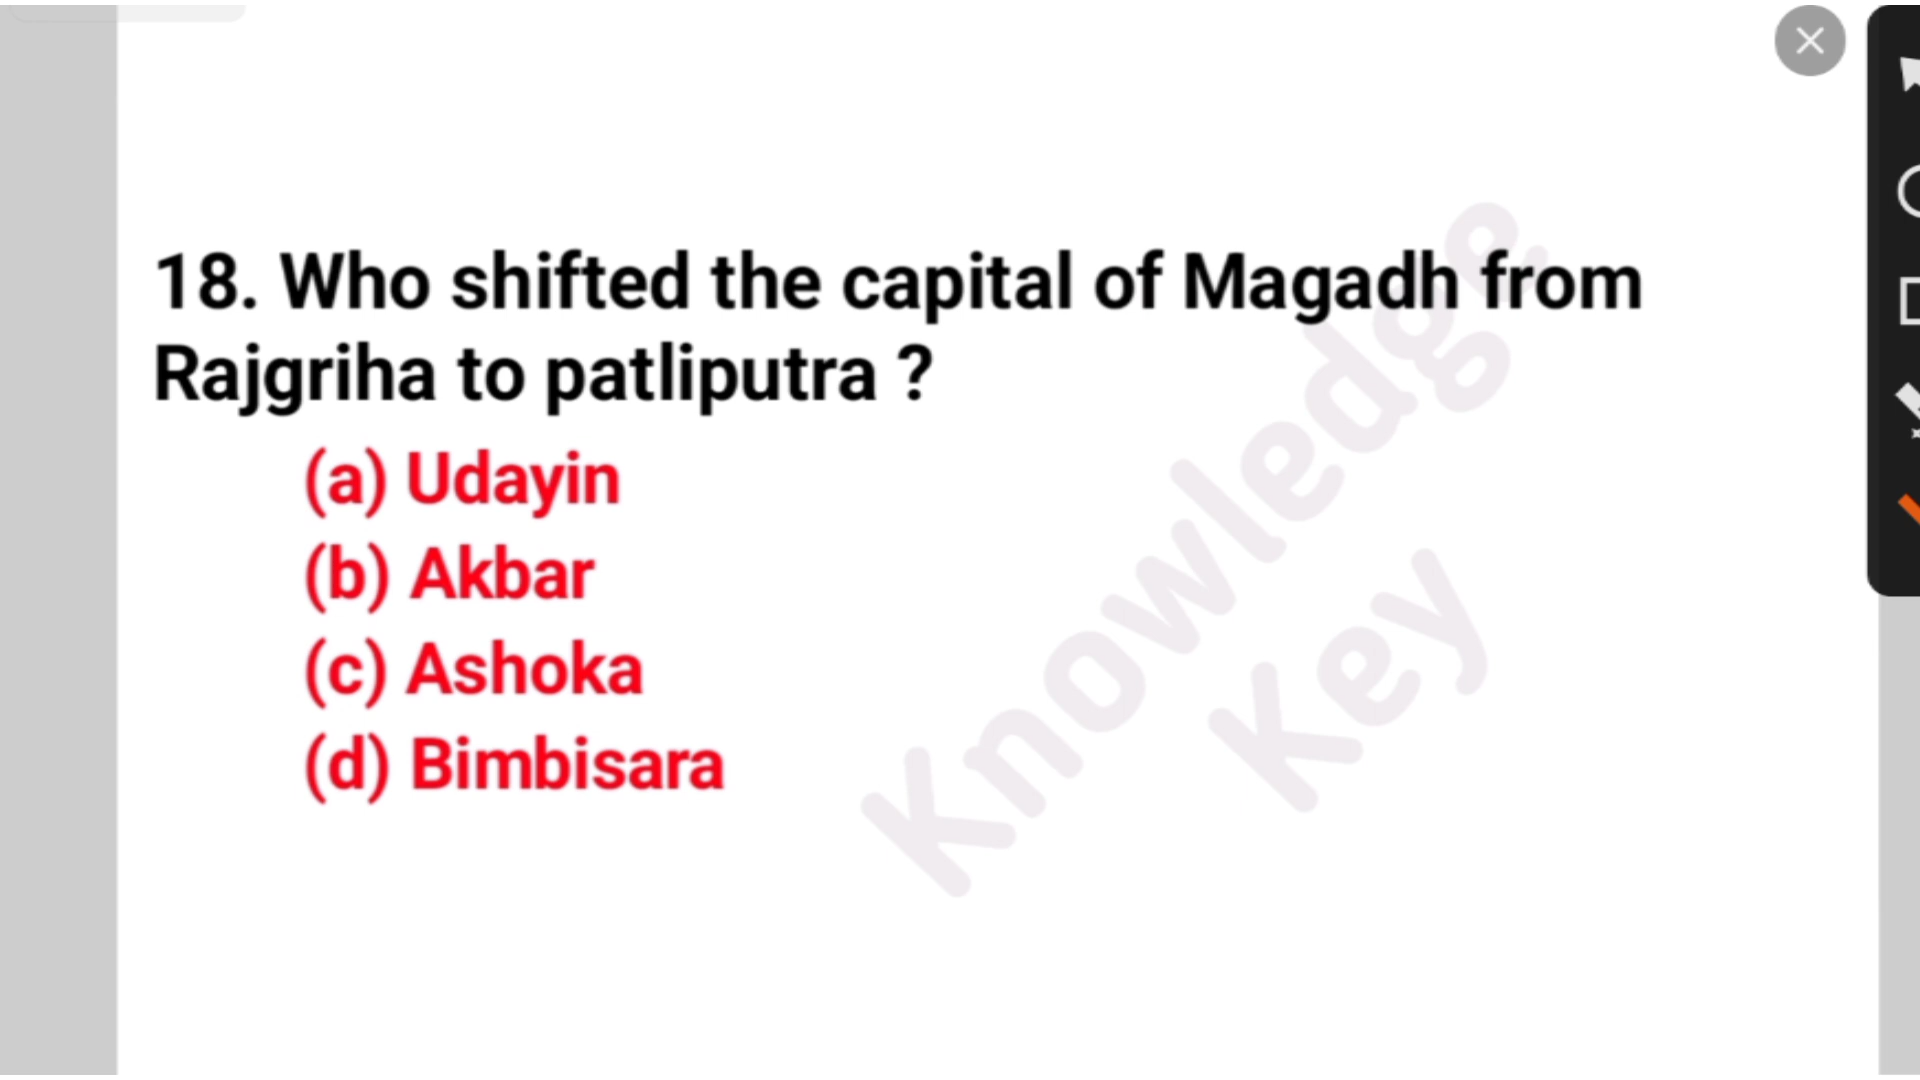 18. Who shifted the capital of Magadh from
Rajgriha to patliputra ?
(a) Udayin
(b) Akbar
(c) Ashoka
(d) Bimbisara
Knowledge
Key